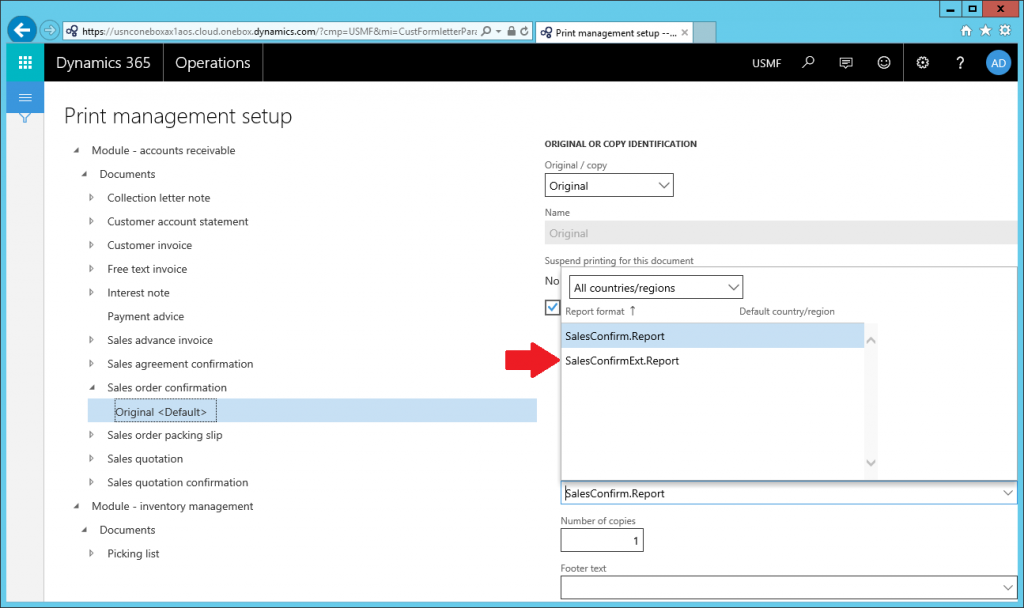 https://usnconeboxax1aos.cloud.onebox.dynamics.com/?cmp=USMF&mi=CustFormletterPara
Print management setup --...
Dynamics 365
Operations
USMF
?
AD
Print management setup
Module - accounts receivable
Documents
Collection letter note
Customer account statement
Customer invoice
Free text invoice
Interest note
Payment advice
Sales advance invoice
Sales agreement confirmation
Sales order confirmation
Original <Default>
Sales order packing slip
Sales quotation
Sales quotation confirmation
Module - inventory management
Documents
Picking list
ORIGINAL OR COPY IDENTIFICATION
Original / copy
Original
Name
Original
Suspend printing for this document
No
All countries/regions
Report format ↑ Default country/region
SalesConfirm.Report
SalesConfirmExt.Report
SalesConfirm.Report
Number of copies
1
Footer text